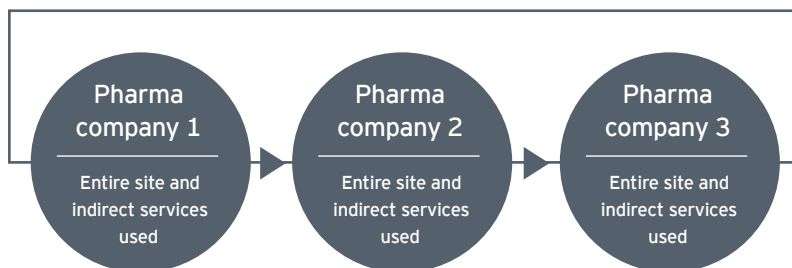 Pharma
company 1
Entire site and
indirect services
used
Pharma
company 2
Entire site and
indirect services
used
Pharma
company 3
Entire site and
indirect services
used